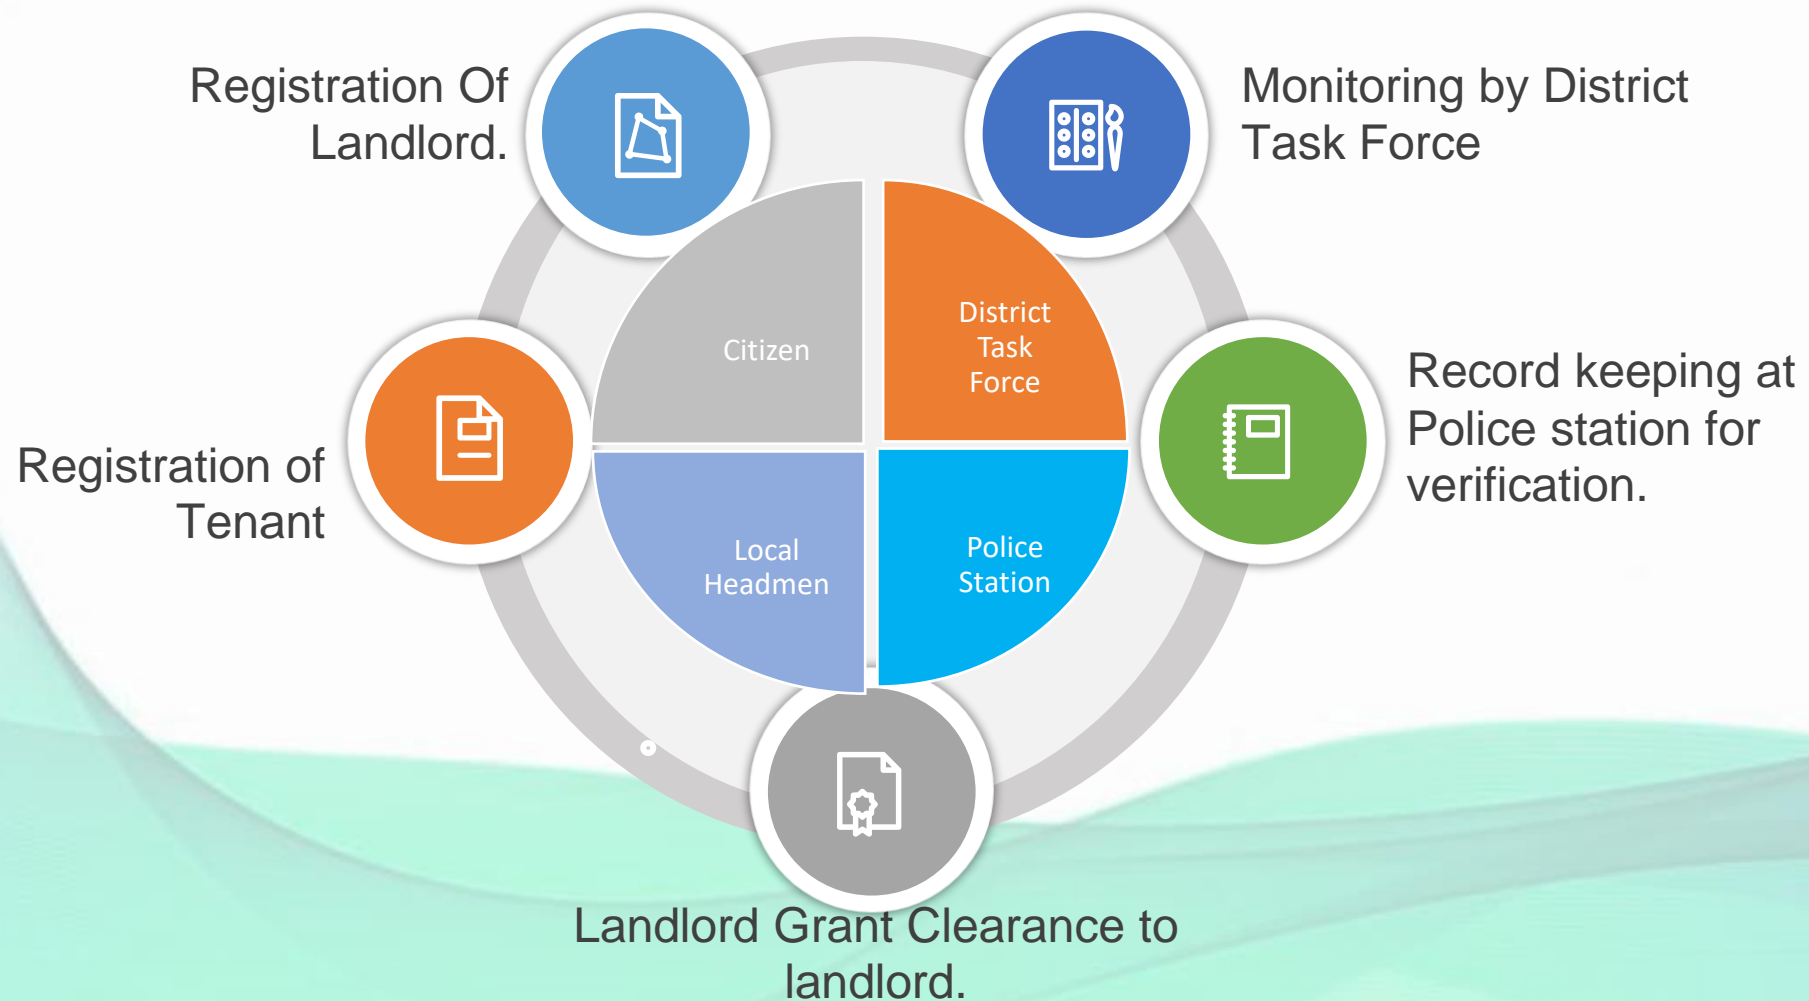 Registration Of
Landlord.
Monitoring by District
Task Force
Citizen
District
Task
Force
Registration of
Tenant
Record keeping at
Police station for
verification.
Local
Headmen
Police
Station
Landlord Grant Clearance to
landlord.